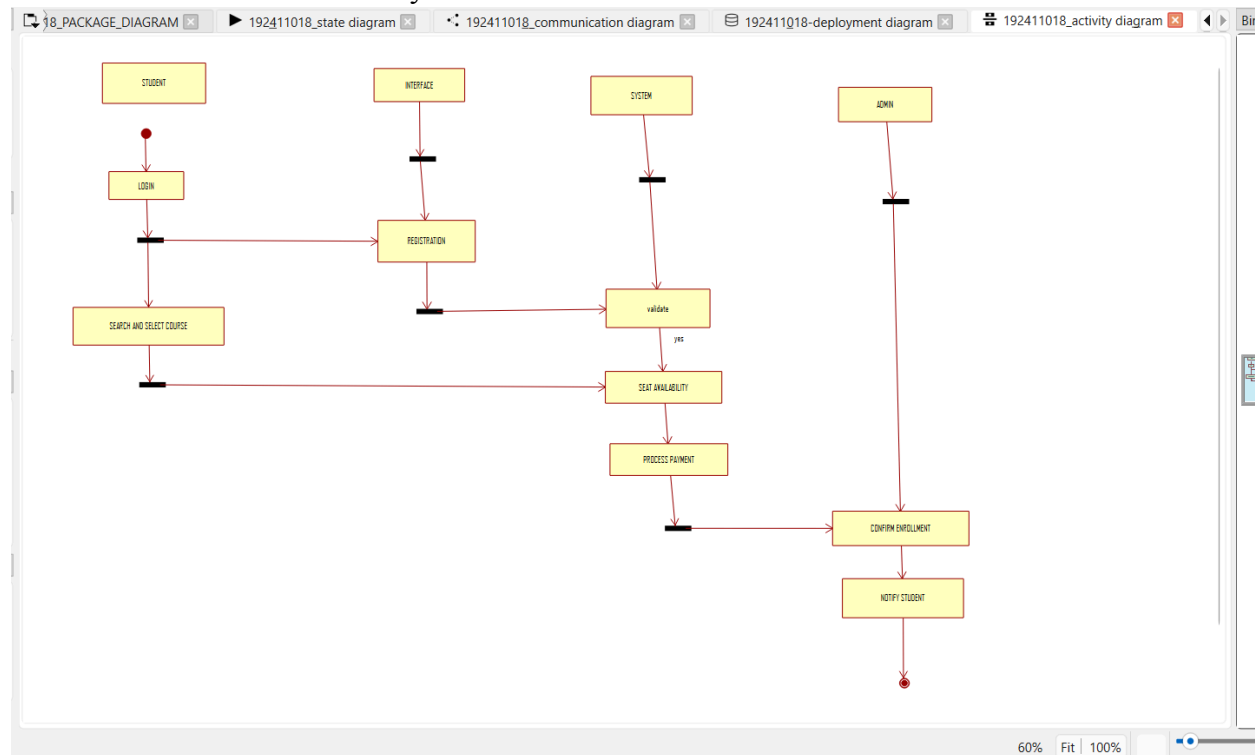 18_PACKAGE_DIAGRAM
192411018_state diagram
192411018_communication diagram
192411018-deployment diagram
192411018_activity diagram
STUDENT
INTERFACE
SYSTEM
ADMIN
LOGIN
REGISTRATION
SEARCH AND SELECT COURSE
validate
yes
SEAT AVAILABILITY
PROCESS PAYMENT
CONFIRM ENROLLMENT
NOTIFY STUDENT
60% Fit 100%